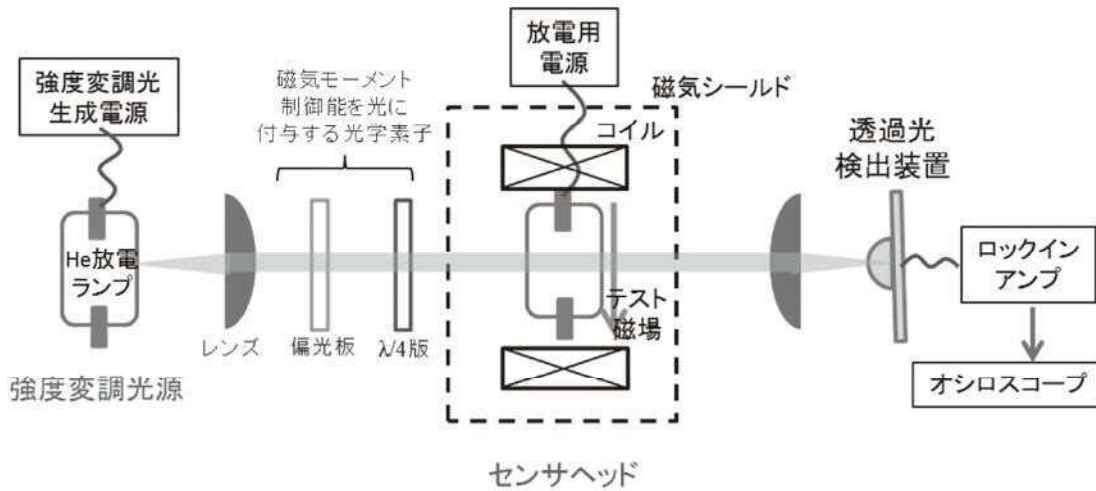 放電用
電源
強度変調光
生成電源
磁気モーメント
制御能を光に
付与する光学素子
磁気シールド
コイル
透過光
検出装置
He放電
ランプ
ロックイン
アンプ
テスト
磁場
レンズ
偏光板
λ/4版
強度変調光源
オシロスコープ
センサヘッド